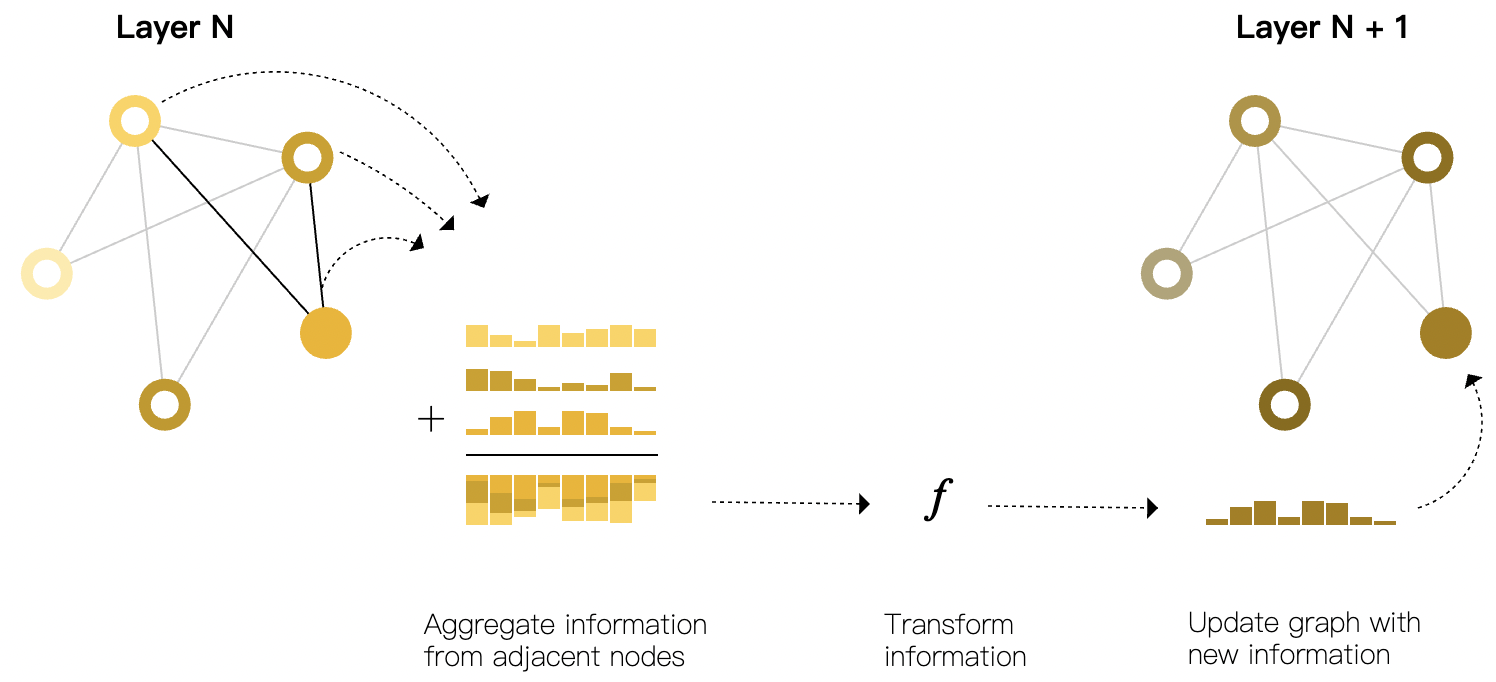 Layer N
Layer N + 1
+
f
Aggregate information
from adjacent nodes
Transform
information
Update graph with
new information